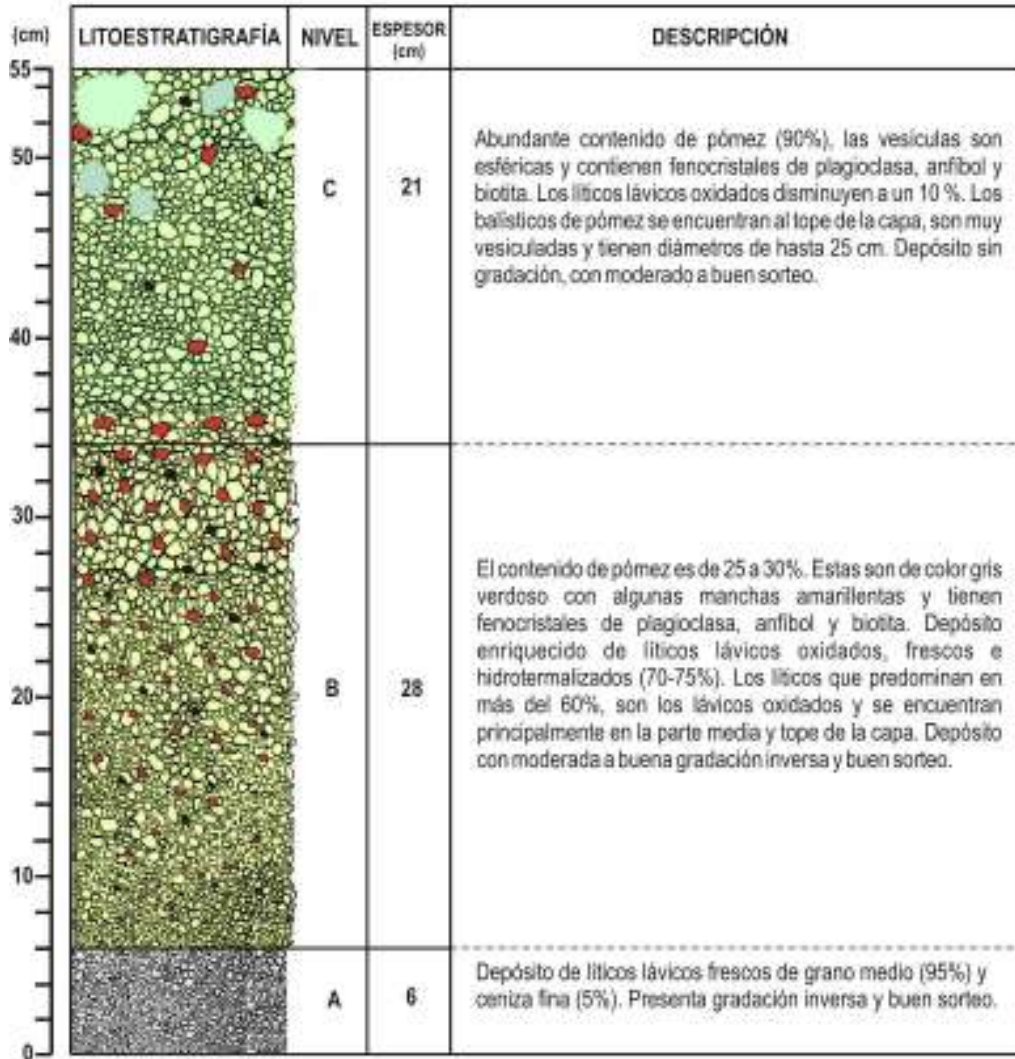 (cm) LITOESTRATIGRAFÍA NIVEL ESPESOR (cm) DESCRIPCIÓN
55
50
40
30
20
10
0
C 21
Abundante contenido de pómez (90%), las vesículas son
esféricas y contienen fenocristales de plagioclasa, anfíbol y
biotita. Los líticos lávicos oxidados disminuyen a un 10 %. Los
balísticos de pómez se encuentran al tope de la capa, son muy
vesiculadas y tienen diámetros de hasta 25 cm. Depósito sin
gradación, con moderado a buen sorteo.
B 28
El contenido de pómez es de 25 a 30%. Estas son de color gris
verdoso con algunas manchas amarillentas y tienen
fenocristales de plagioclasa, anfíbol y biotita. Depósito
enriquecido de líticos lávicos oxidados, frescos e
hidrotermalizados (70-75%). Los líticos que predominan en
más del 60%, son los lávicos oxidados y se encuentran
principalmente en la parte media y tope de la capa. Depósito
con moderada a buena gradación inversa y buen sorteo.
A 6
Depósito de líticos lávicos frescos de grano medio (95%) y
ceniza fina (5%). Presenta gradación inversa y buen sorteo.